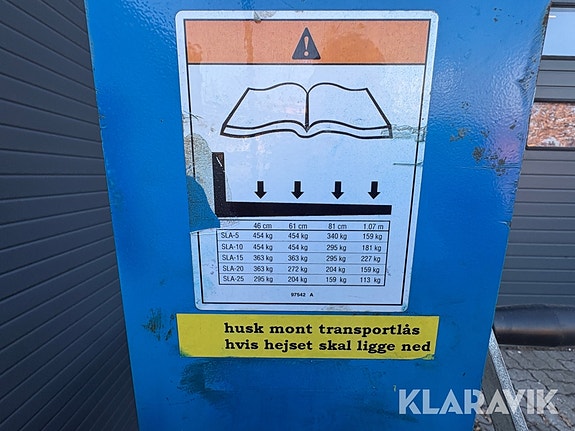 46 cm 61 cm 81 cm 1.07 m
SLA-5 454 kg 454 kg 340 kg 159 kg
SLA-10 454 kg 454 kg 295 kg 181 kg
SLA-15 363 kg 363 kg 295 kg 227 kg
SLA-20 363 kg 272 kg 204 kg 159 kg
SLA-25 295 kg 204 kg 159 kg 113 kg
97542 A
husk mont transportlås
hvis hejset skal ligge ned
KLARAVIK